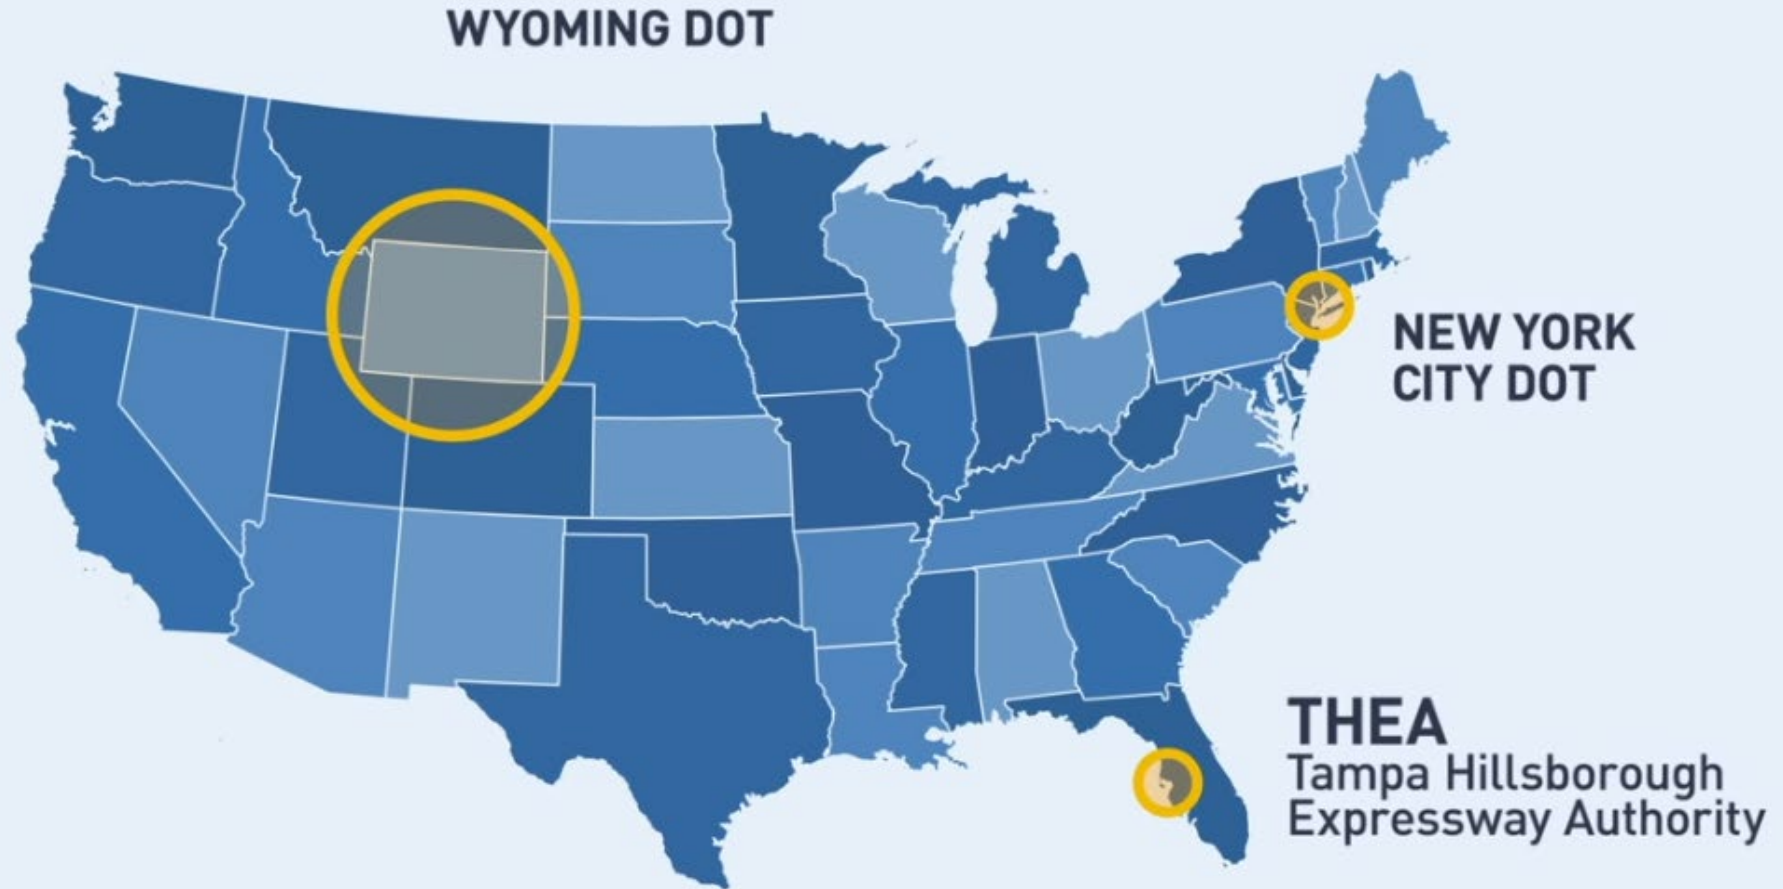 WYOMING DOT
NEW YORK
CITY DOT
THEA
Tampa Hillsborough
Expressway Authority